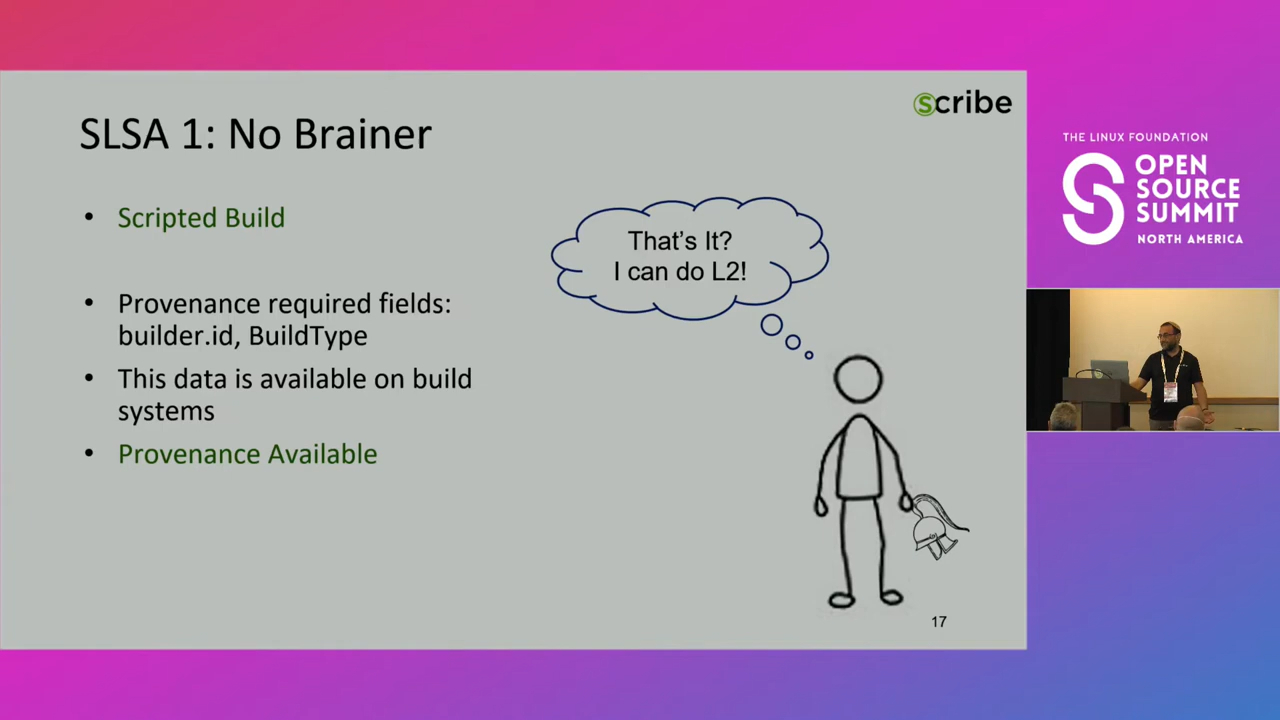 scribe
SLSA 1: No Brainer
• Scripted Build
• Provenance required fields:
builder.id, BuildType
• This data is available on build
systems
• Provenance Available
That's It?
I can do L2!
17
THE LINUX FOUNDATION
OPEN
SOURCE
SUMMIT
NORTH AMERICA